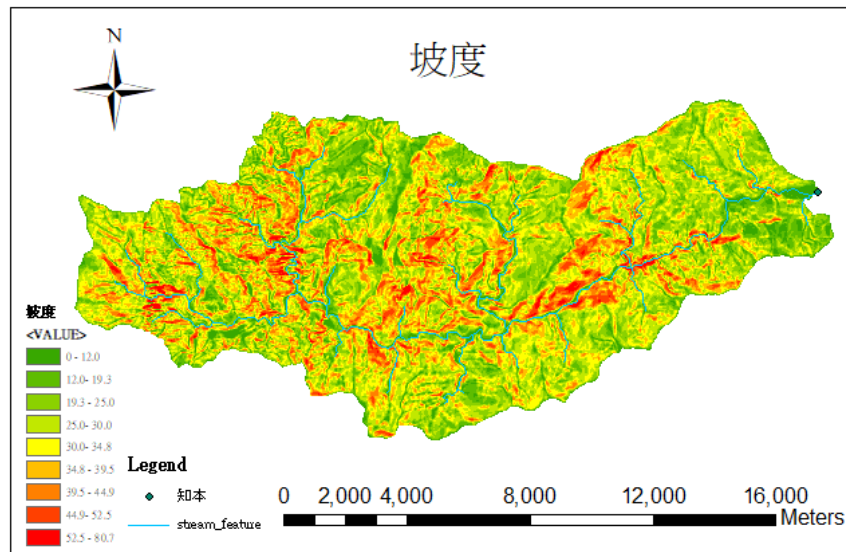 N
坡度
坡度
<VALUE>
0 - 12.0
12.0- 19.3
19.3 - 25.0
25.0 - 30.0
30.0 - 34.8
34.8 - 39.5
39.5 - 44.9
44.9 - 52.5
52.5 - 80.7
Legend
知本
stream_feature
0 2,000 4,000 8,000 12,000 16,000
Meters